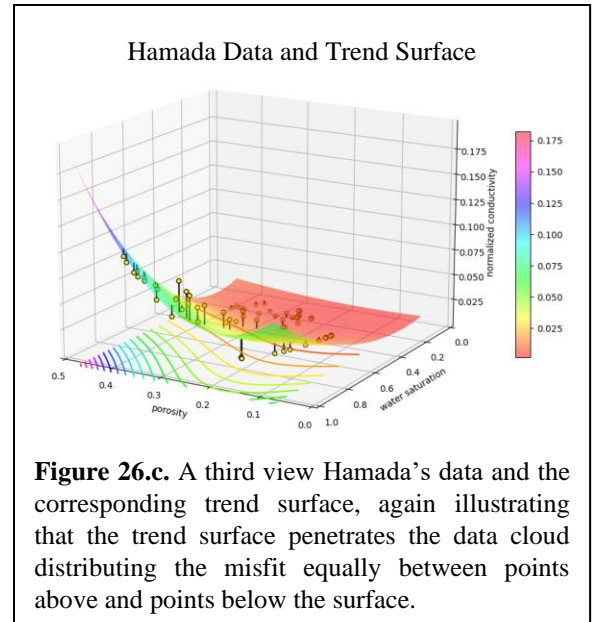 Hamada Data and Trend Surface
0.175
0.150
0.125
0.100
0.075
0.050
0.025
normalized conductivity
0.175
0.150
0.125
0.100
0.075
0.050
0.025
0.5
0.4
0.3
0.2
0.1
0.0
porosity
1.0
0.8
0.6
0.4
0.2
0.0
water saturation
Figure 26.c. A third view Hamada's data and the
corresponding trend surface, again illustrating
that the trend surface penetrates the data cloud
distributing the misfit equally between points
above and points below the surface.